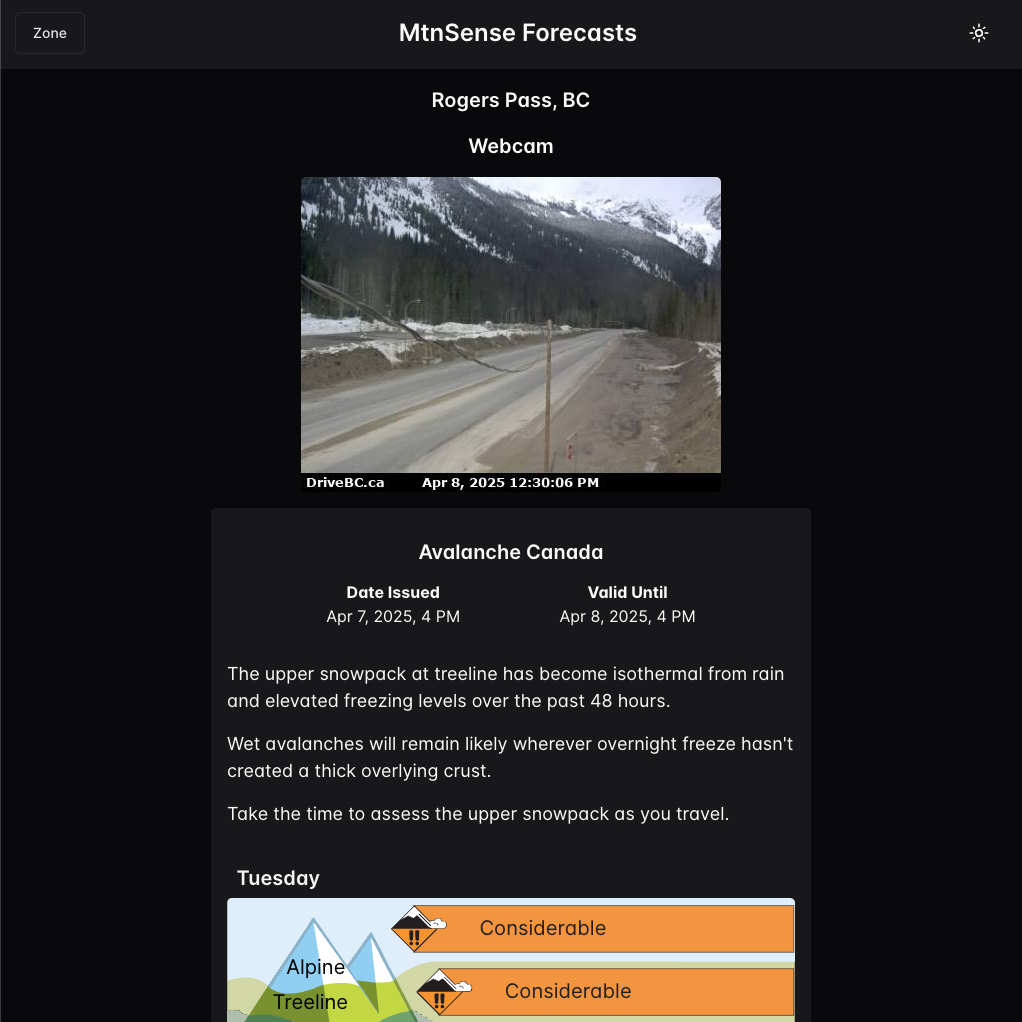 Zone
MtnSense Forecasts
Rogers Pass, BC
Webcam
DriveBC.ca Apr 8, 2025 12:30:06 PM
Avalanche Canada
Date Issued Valid Until
Apr 7, 2025, 4 PM Apr 8, 2025, 4 PM
The upper snowpack at treeline has become isothermal from rain
and elevated freezing levels over the past 48 hours.
Wet avalanches will remain likely wherever overnight freeze hasn't
created a thick overlying crust.
Take the time to assess the upper snowpack as you travel.
Tuesday
!! Considerable
Alpine
!! Considerable
Treeline